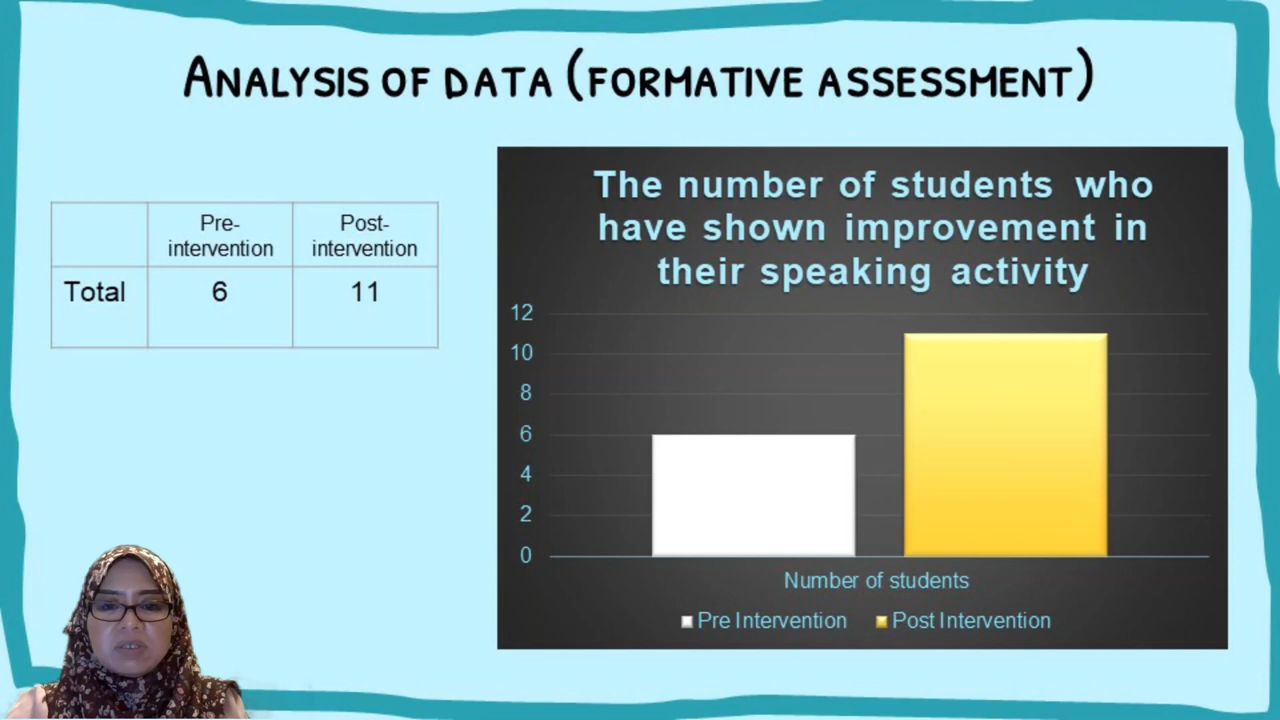 ANALYSIS OF DATA (FORMATIVE ASSESSMENT)
Pre-
intervention
Post-
intervention
Total 6 11
The number of students who
have shown improvement in
their speaking activity
12
10
8
6
4
2
0
Number of students
Pre Intervention Post Intervention